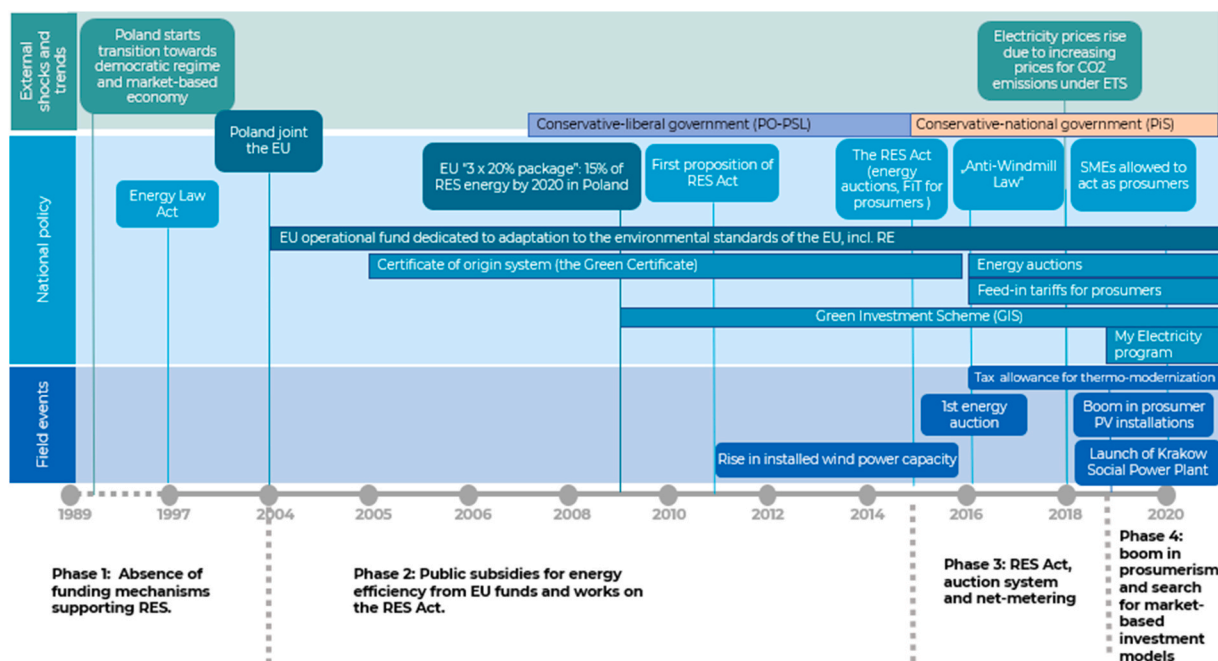 External
shocks and
trends
Poland starts
transition towards
democratic regime
and market-based
economy
Electricity prices rise
due to increasing
prices for CO2
emissions under ETS
Conservative-liberal government (PO-PSL)
Conservative-national government (PiS)
National policy
Poland joint
the EU
Energy Law
Act
EU "3 x 20% package": 15% of
RES energy by 2020 in Poland
First proposition of
RES Act
The RES Act
(energy
auctions, FiT for
prosumers )
„Anti-Windmill
Law"
SMEs allowed to
act as prosumers
EU operational fund dedicated to adaptation to the environmental standards of the EU, incl. RE
Certificate of origin system (the Green Certificate)
Energy auctions
Feed-in tariffs for prosumers
Green Investment Scheme (GIS)
My Electricity
program
Field events
Tax allowance for thermo-modernization
1st energy
auction
Boom in prosumer
PV installations
Rise in installed wind power capacity
Launch of Krakow
Social Power Plant
1989 1997 2004 2005 2006 2008 2010 2012 2014 2016 2018 2020
Phase 1: Absence of
funding mechanisms
supporting RES.
Phase 2: Public subsidies for energy
efficiency from EU funds and works on
the RES Act.
Phase 3: RES Act,
auction system
and net-metering
Phase 4:
boom in
prosumerism
and search
for market-
based
investment
models